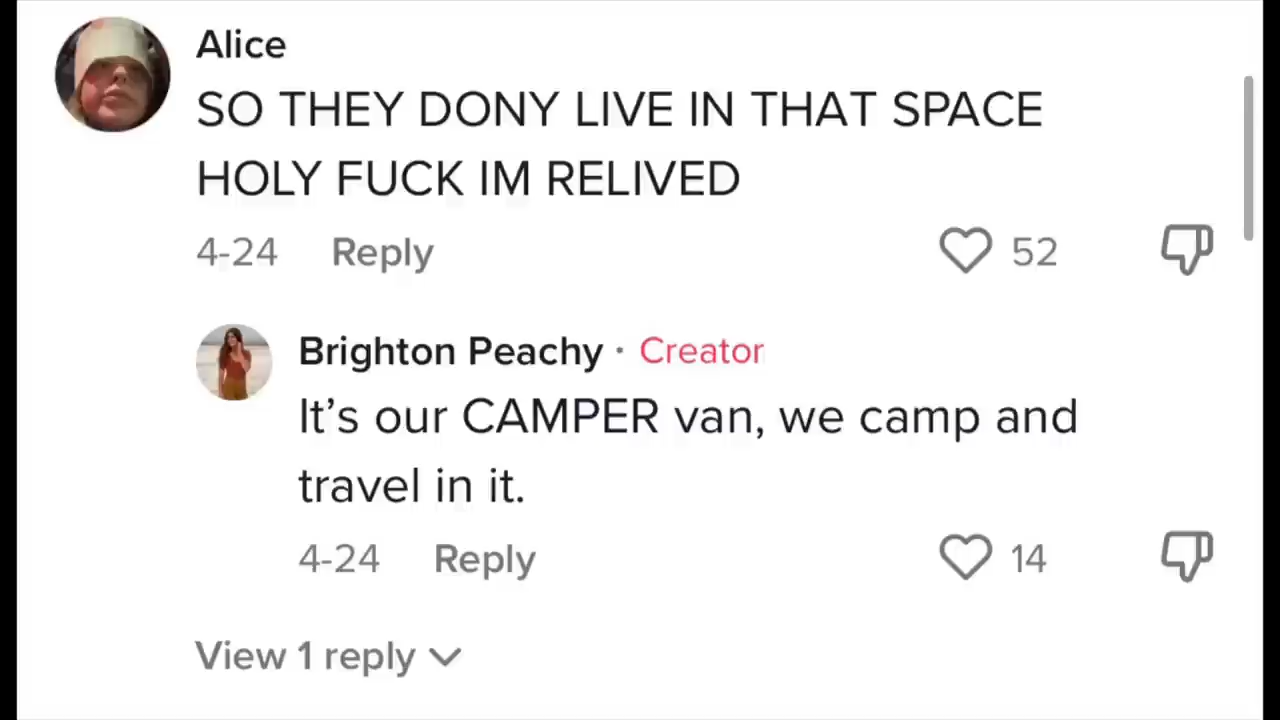 Alice
SO THEY DONY LIVE IN THAT SPACE
HOLY FUCK IM RELIVED
4-24 Reply 52
Brighton Peachy · Creator
It’s our CAMPER van, we camp and
travel in it.
4-24 Reply 14
View 1 reply